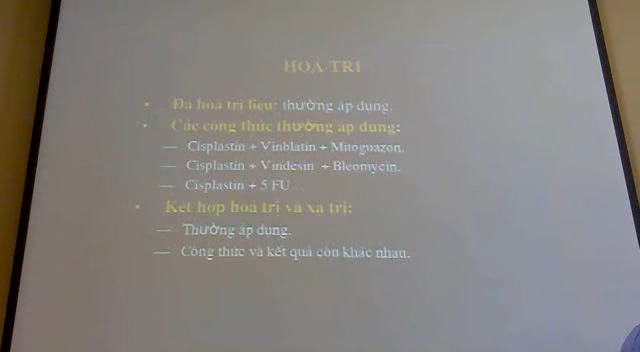 HOÁ TRỊ
• Đa hoá trị liệu: thường áp dụng.
• Các công thức thường áp dụng:
— Cisplastin + Vinblatin + Mitoguazon.
— Cisplastin + Vindesin + Bleomycin.
— Cisplastin + 5 FU…
• Kết hợp hoá trị và xạ trị:
— Thường áp dụng.
— Công thức và kết quả còn khác nhau.